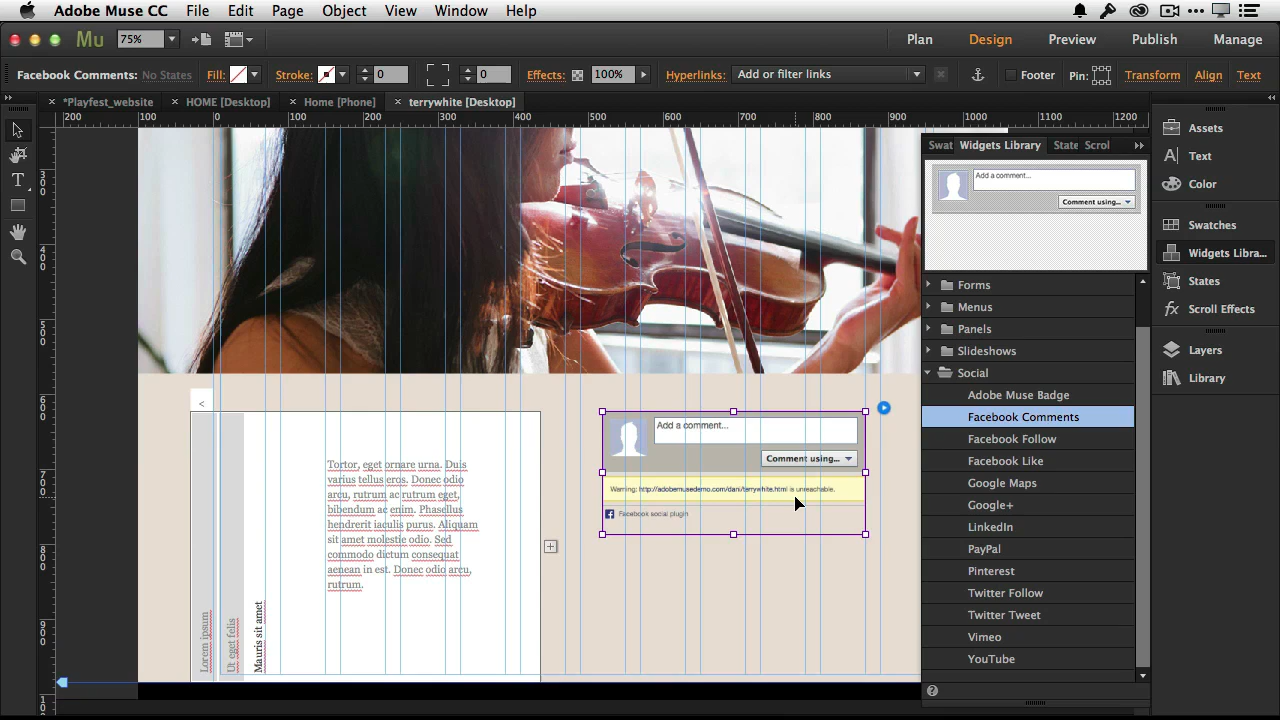 Adobe Muse CC File Edit Page Object View Window Help
Mu 75% Plan Design Preview Publish Manage
Facebook Comments: No States Fill: Stroke: 0 0 Effects: 100% Hyperlinks: Add or filter links Footer Pin: Transform Align Text
*Playfest_website HOME [Desktop] Home [Phone] terrywhite [Desktop]
200 100 0 100 200 300 400 500 600 700 800 900 1000 1100 1200
300
400
500
600
700
800
900
Swat Widgets Library State Scrol
Add a comment...
Comment using...
Forms
Menus
Panels
Slideshows
Social
Adobe Muse Badge
Facebook Comments
Facebook Follow
Facebook Like
Google Maps
Google+
LinkedIn
PayPal
Pinterest
Twitter Follow
Twitter Tweet
Vimeo
YouTube
Assets
Text
Color
Swatches
Widgets Libra...
States
Scroll Effects
Layers
Library
<
Tortor, eget ornare urna. Duis
varius tellus eros. Donec odio
arcu, rutrum ac rutrum eget,
bibendum ac enim. Phasellus
hendrerit iaculis purus. Aliquam
sit amet molestie odio. Sed
commodo dictum consequat
aenean in est. Donec odio arcu,
rutrum.
Lorem ipsum
Ut eget felis
Mauris sit amet
Add a comment...
Comment using...
Warning: http://adobemusedemo.com/dani/terrywhite.html is unreachable.
Facebook social plugin